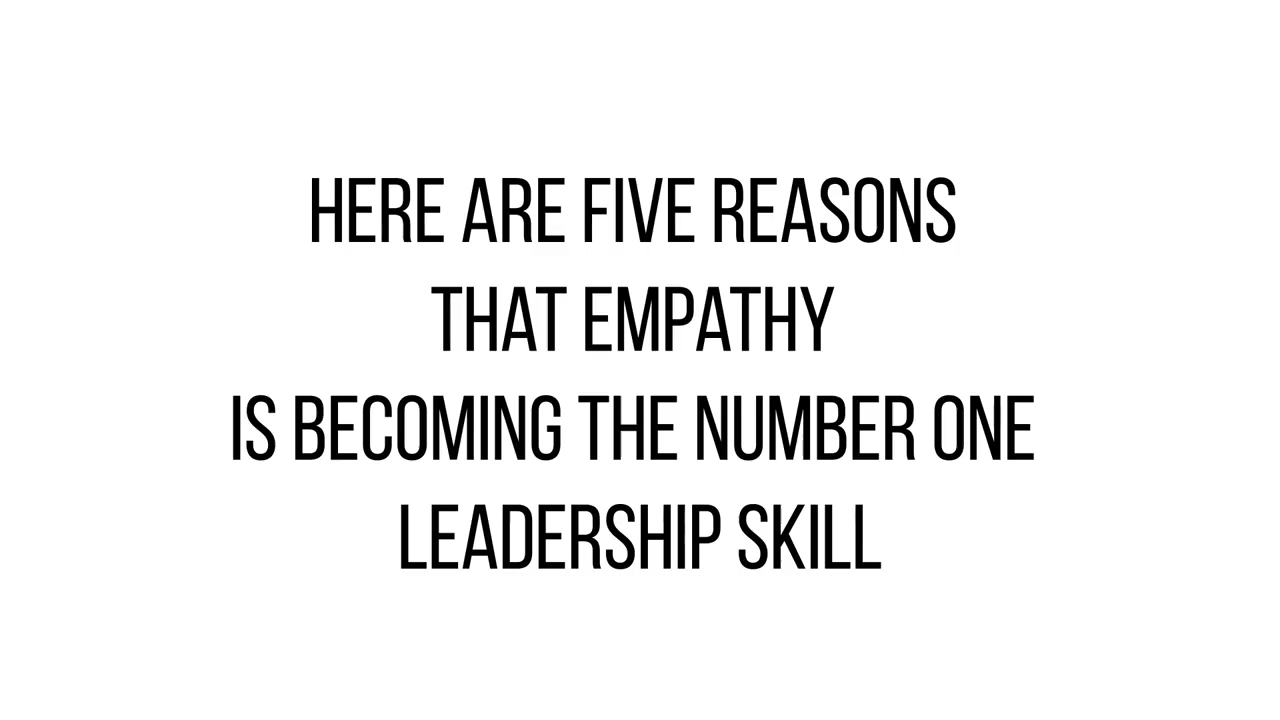 HERE ARE FIVE REASONS
THAT EMPATHY
IS BECOMING THE NUMBER ONE
LEADERSHIP SKILL